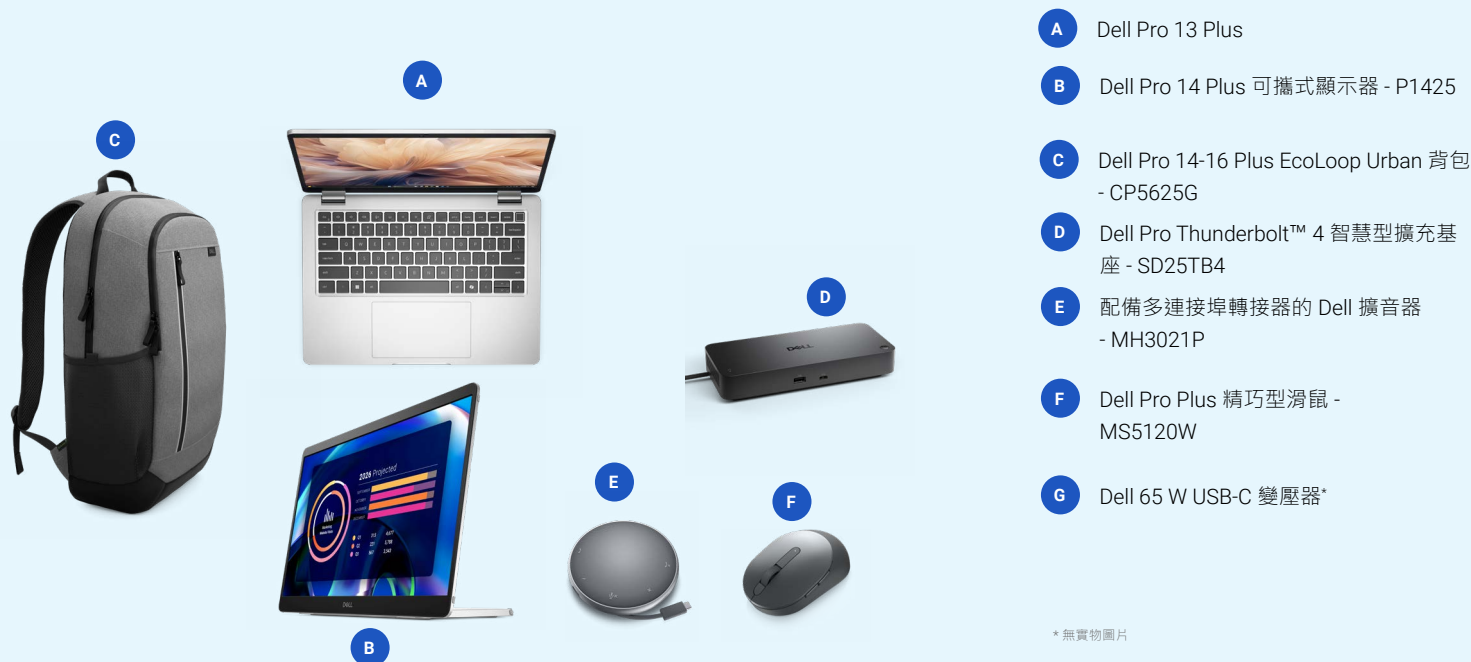 A
Dell Pro 13 Plus
B
Dell Pro 14 Plus 可攜式顯示器 - P1425
C
Dell Pro 14-16 Plus EcoLoop Urban 背包
- CP5625G
D
Dell Pro Thunderbolt™ 4 智慧型擴充基
座 - SD25TB4
E
配備多連接埠轉接器的 Dell 擴音器
- MH3021P
F
Dell Pro Plus 精巧型滑鼠 -
MS5120W
G
Dell 65 W USB-C 變壓器*
* 無實物圖片
A
C
D
DELL
2026 Projected
DELL
E
F
B